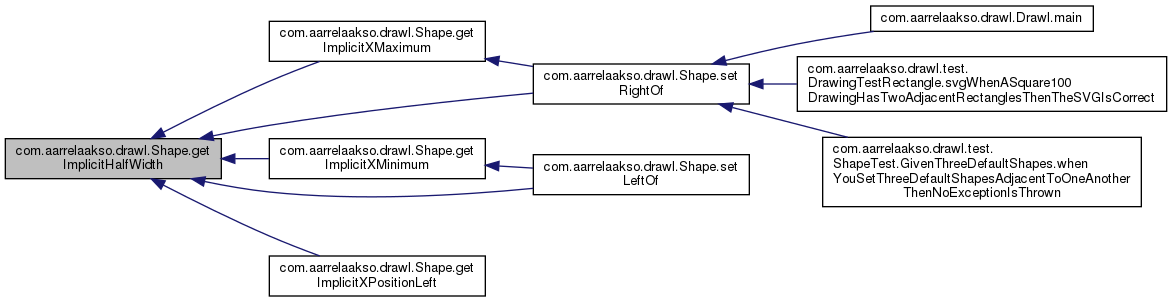 com.aarrelaakso.drawl.Shape.get
ImplicitHalfWidth
com.aarrelaakso.drawl.Shape.get
ImplicitXMaximum
com.aarrelaakso.drawl.Shape.set
RightOf
com.aarrelaakso.drawl.Drawl.main
com.aarrelaakso.drawl.test.
DrawingTestRectangle.svgWhenASquare100
DrawingHasTwoAdjacentRectanglesThenTheSVGIsCorrect
com.aarrelaakso.drawl.test.
ShapeTest.GivenThreeDefaultShapes.when
YouSetThreeDefaultShapesAdjacentToOneAnother
ThenNoExceptionIsThrown
com.aarrelaakso.drawl.Shape.get
ImplicitXMinimum
com.aarrelaakso.drawl.Shape.set
LeftOf
com.aarrelaakso.drawl.Shape.get
ImplicitXPositionLeft